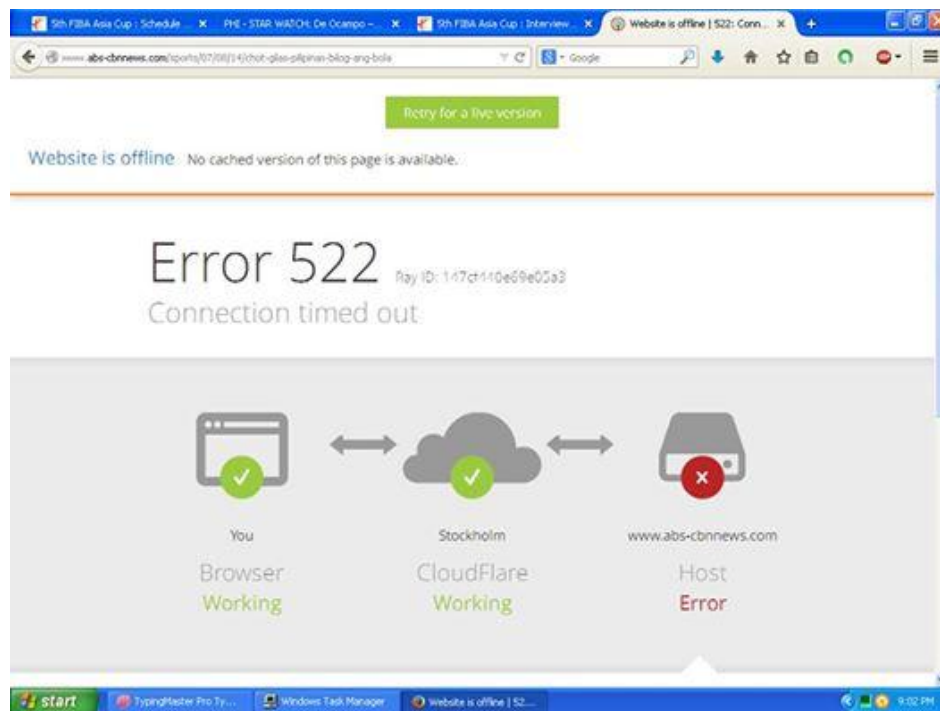 5th FIBA Asia Cup : Schedule
PHI - STAR WATCH: De Ocampo –...
5th FIBA Asia Cup : Interview...
Website is offline | 522: Conn...
www.abs-cbnnews.com/sports/07/08/14/chot-gilas-pilipinas-bilog-ang-bola
Google
Retry for a live version
Website is offline No cached version of this page is available.
Error 522
Connection timed out
You
Stockholm
www.abs-cbnnews.com
Browser
CloudFlare
Host
Working
Working
Error
start
TypingMaster Pro Ty...
Windows Task Manager
Website is offline | 52...
9:02 PM